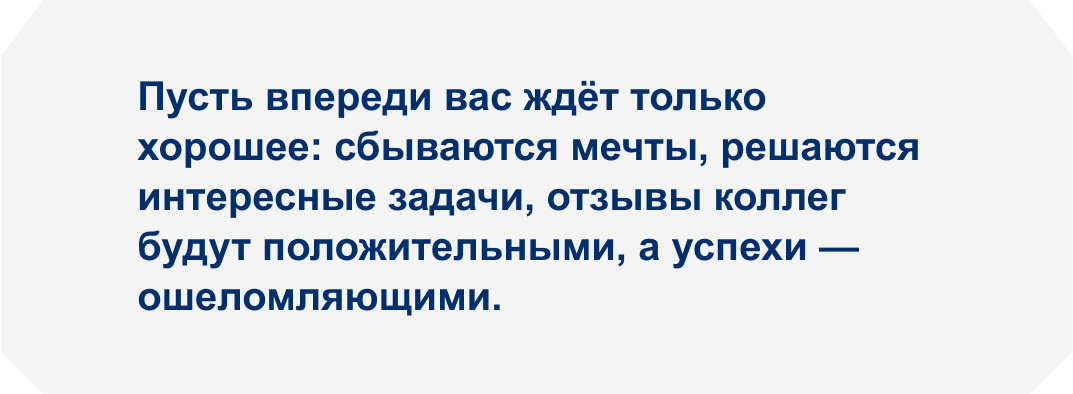 Пусть впереди вас ждёт только
хорошее: сбываются мечты, решаются
интересные задачи, отзывы коллег
будут положительными, а успехи —
ошеломляющими.